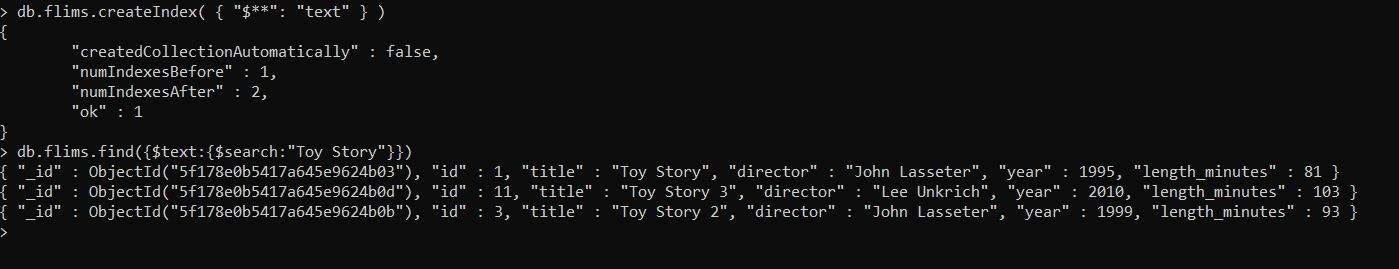 > db.flims.createIndex( { "$**": "text" } )
{
        "createdCollectionAutomatically" : false,
        "numIndexesBefore" : 1,
        "numIndexesAfter" : 2,
        "ok" : 1
}
> db.flims.find({$text:{$search:"Toy Story"}})
{ "_id" : ObjectId("5f178e0b5417a645e9624b03"), "id" : 1, "title" : "Toy Story", "director" : "John Lasseter", "year" : 1995, "length_minutes" : 81 }
{ "_id" : ObjectId("5f178e0b5417a645e9624b0d"), "id" : 11,"title" : "Toy Story 3", "director" : "Lee Unkrich", "year" : 2010, "length_minutes" : 103 }
{ "_id" : ObjectId("5f178e0b5417a645e9624b0b"), "id" : 3, "title" : "Toy Story 2", "director" : "John Lasseter", "year" : 1999, "length_minutes" : 93 }
>